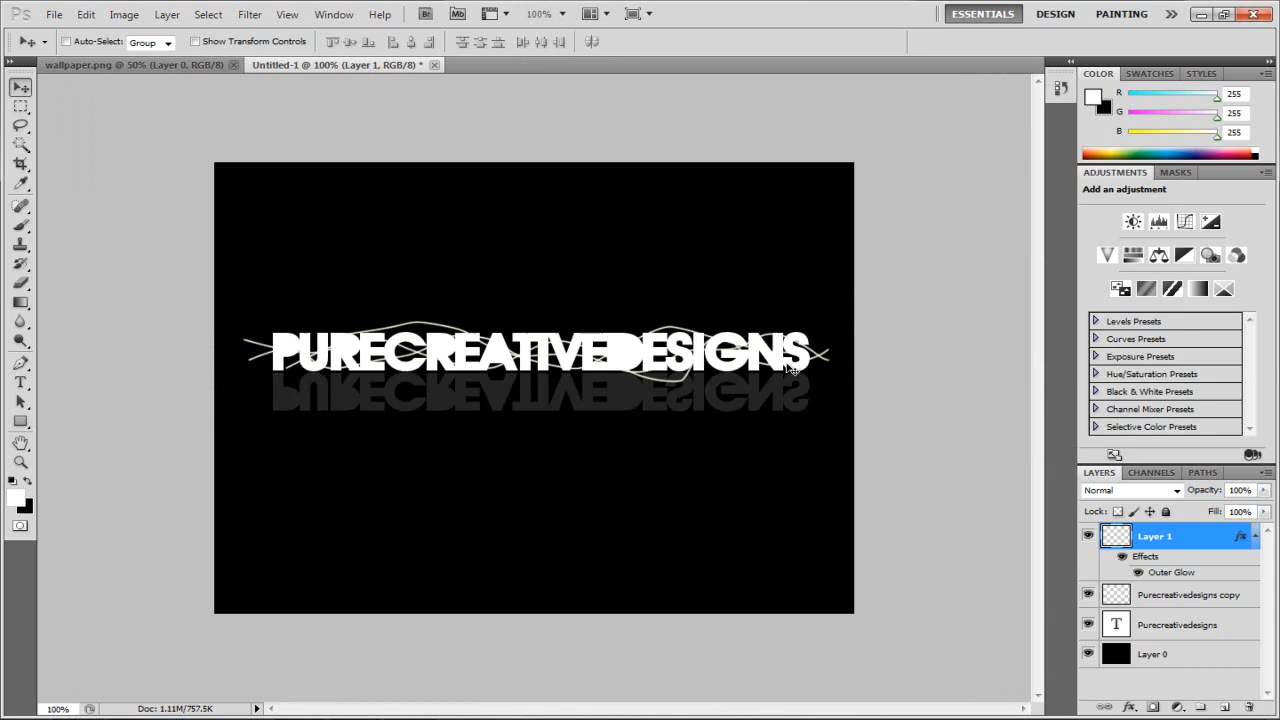 Ps File Edit Image Layer Select Filter View Window Help Br Mb 100% ESSENTIALS DESIGN PAINTING
Auto-Select: Group Show Transform Controls
wallpaper.png @ 50% (Layer 0, RGB/8) Untitled-1 @ 100% (Layer 1, RGB/8) *
COLOR SWATCHES STYLES
R 255
G 255
B 255
ADJUSTMENTS MASKS
Add an adjustment
Levels Presets
Curves Presets
Exposure Presets
Hue/Saturation Presets
Black & White Presets
Channel Mixer Presets
Selective Color Presets
PURECREATIVEDESIGNS
PURECREATIVEDESIGNS
LAYERS CHANNELS PATHS
Normal Opacity: 100%
Lock: Fill: 100%
Layer 1 fx
Effects
Outer Glow
Purecreativedesigns copy
T Purecreativedesigns
Layer 0
100% Doc: 1.11M/757.5K